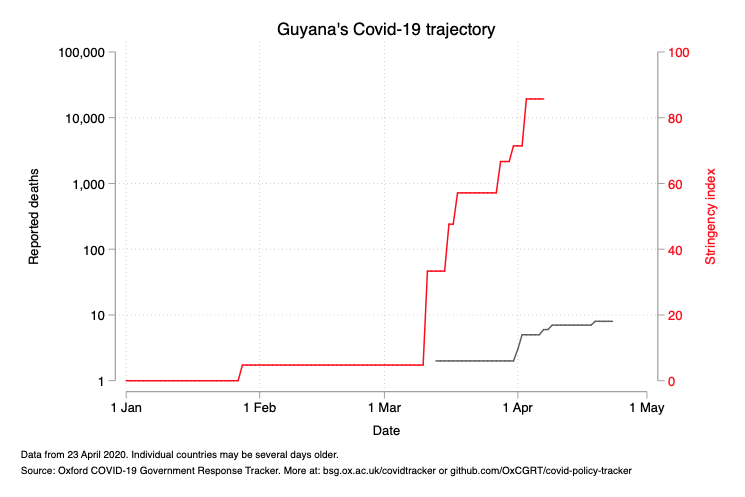 Guyana's Covid-19 trajectory
100,000
10,000
1,000
100
10
1
Reported deaths
100
80
60
40
20
0
Stringency index
1 Jan
1 Feb
1 Mar
1 Apr
1 May
Date
Data from 23 April 2020. Individual countries may be several days older.
Source: Oxford COVID-19 Government Response Tracker. More at: bsg.ox.ac.uk/covidtracker or github.com/OxCGRT/covid-policy-tracker